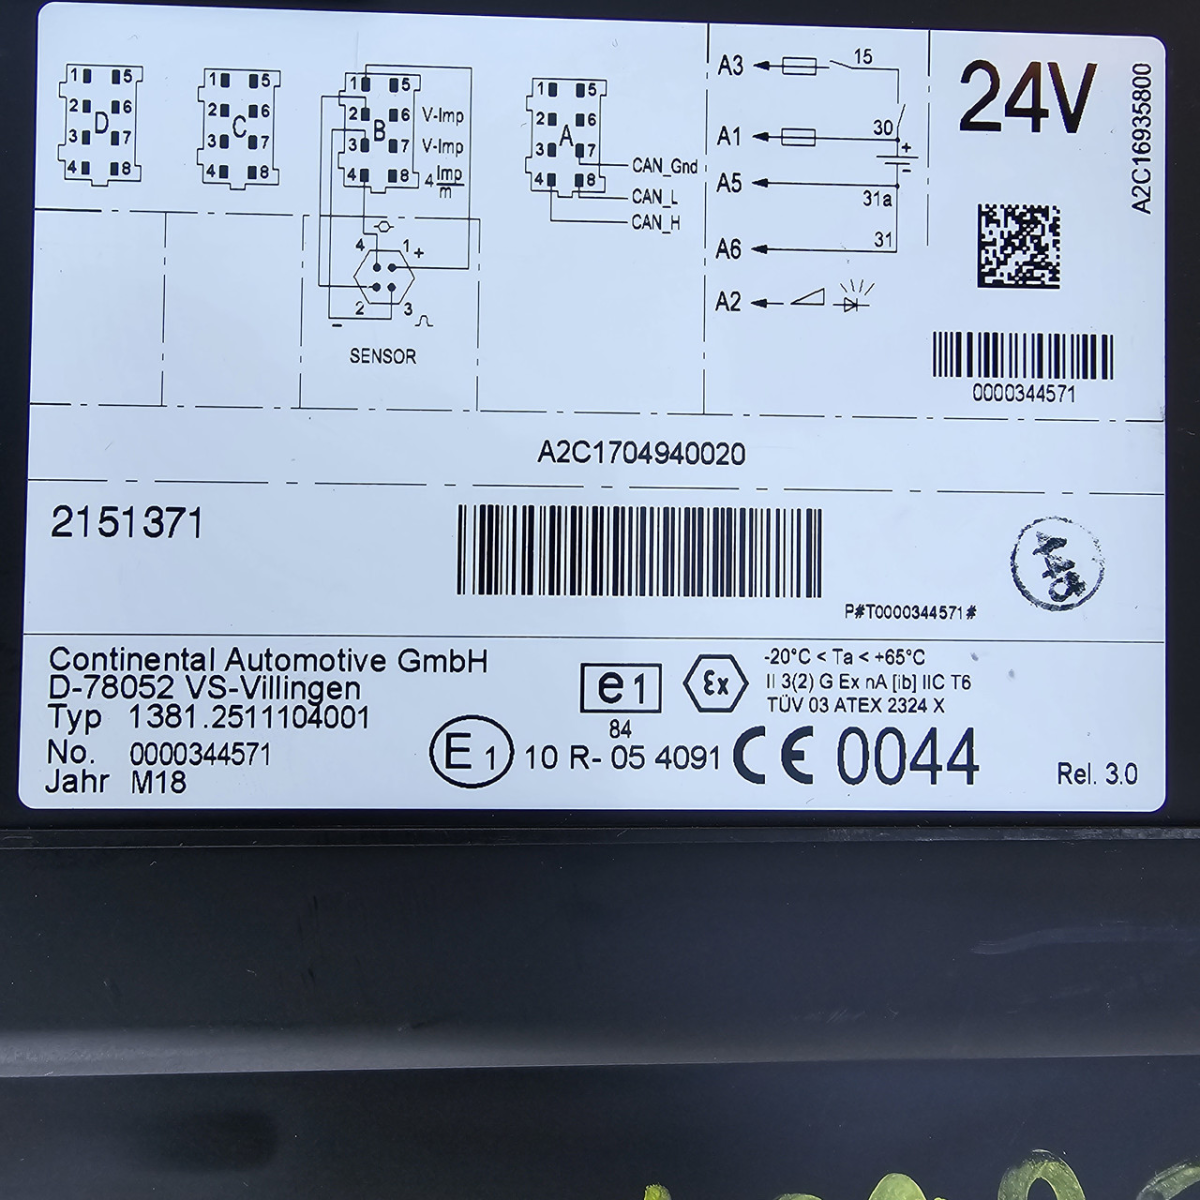 1 5
2 6
D
3 7
4 8
1 5
2 6
C
3 7
4 8
1 5
2 6 V-Imp
B
3 7 V-Imp
4 8 4 Imp/m
1 5
2 6
A
3 7
4 8
CAN_Gnd
CAN_L
CAN_H
4 1 +
2 3
-
SENSOR
A3 15
A1 30
+
-
A5 31a
A6 31
A2
24V
A2C16935800
0000344571
A2C1704940020
2151371
P#T0000344571#
Continental Automotive GmbH
D-78052 VS-Villingen
Typ 1381.2511104001
No. 0000344571
Jahr M18
e1
84
E1 10 R- 05 4091
Ex
-20°C < Ta < +65°C
II 3(2) G Ex nA [ib] IIC T6
TÜV 03 ATEX 2324 X
CE 0044
Rel. 3.0